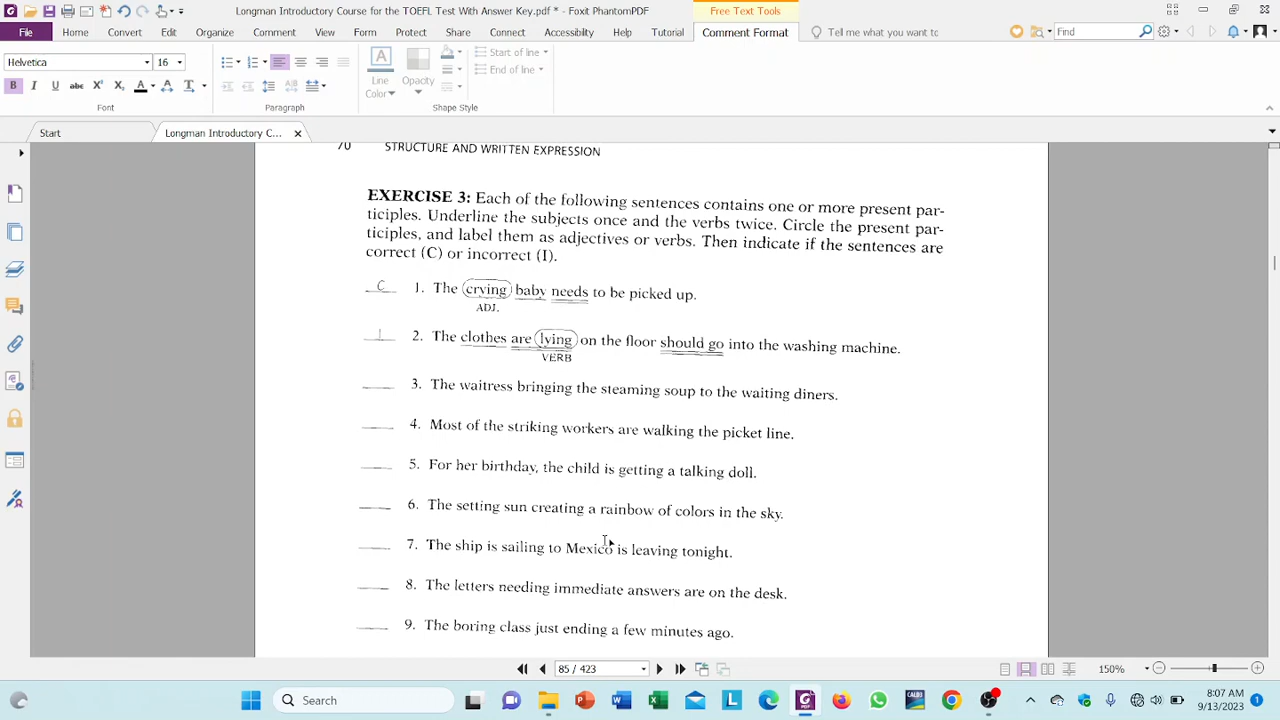 Longman Introductory Course for the TOEFL Test With Answer Key.pdf * - Foxit PhantomPDF
Free Text Tools
File Home Convert Edit Organize Comment View Form Protect Share Connect Accessibility Help Tutorial Comment Format Tell me what you want to Find
Helvetica 16 Start of line
End of line
Line Color Opacity
Font Paragraph Shape Style
Start Longman Introductory C...
70 STRUCTURE AND WRITTEN EXPRESSION
EXERCISE 3: Each of the following sentences contains one or more present par-
ticiples. Underline the subjects once and the verbs twice. Circle the present par-
ticiples, and label them as adjectives or verbs. Then indicate if the sentences are
correct (C) or incorrect (I).
C 1. The crying baby needs to be picked up.
ADJ.
I 2. The clothes are lying on the floor should go into the washing machine.
VERB
3. The waitress bringing the steaming soup to the waiting diners.
4. Most of the striking workers are walking the picket line.
5. For her birthday, the child is getting a talking doll.
6. The setting sun creating a rainbow of colors in the sky.
7. The ship is sailing to Mexico is leaving tonight.
8. The letters needing immediate answers are on the desk.
9. The boring class just ending a few minutes ago.
85 / 423 150%
Search 8:07 AM
9/13/2023